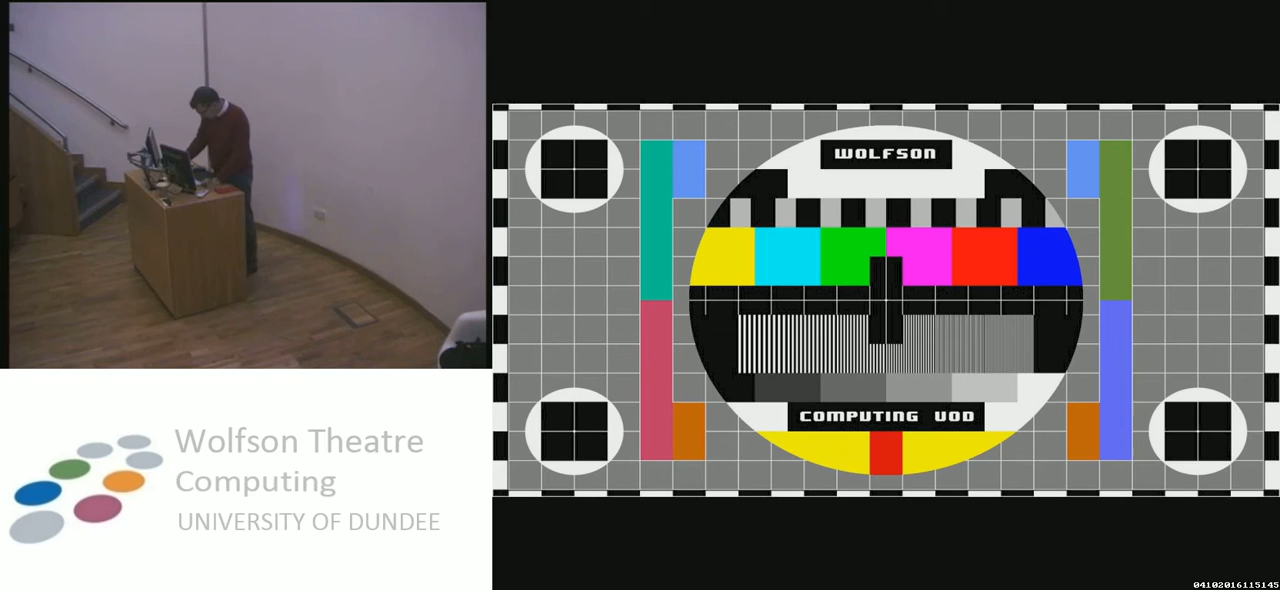 WOLFSON
COMPUTING VOD
Wolfson Theatre
Computing
UNIVERSITY OF DUNDEE
04102016115145